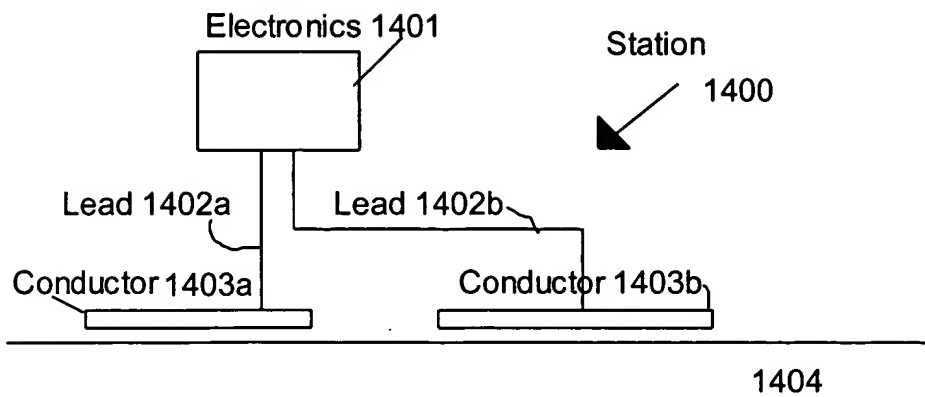 Electronics 1401
Station
1400
Lead 1402a
Lead 1402b
Conductor 1403a
Conductor 1403b
1404